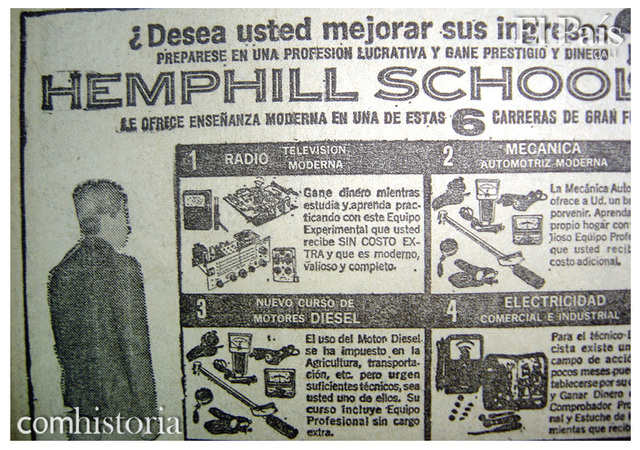 ¿Desea usted mejorar sus ingresos?
El País
PREPARESE EN UNA PROFESION LUCRATIVA Y GANE PRESTIGIO Y DINERO
HEMPHILL SCHOOL
LE OFRECE ENSEÑANZA MODERNA EN UNA DE ESTAS 6 CARRERAS DE GRAN
1 RADIO TELEVISION
MODERNA
Gane dinero mientras
estudia y aprenda prac-
ticando con este Equipo
Experimental que usted
recibe SIN COSTO EX-
TRA y que es moderno,
valioso y completo.
2 MECANICA
AUTOMOTRIZ MODERNA
La Mecánica Auto
ofrece a Ud. un
porvenir. Aprenda
propio hogar con
lioso Equipo Profe
que usted recib
costo adicional.
3 NUEVO CURSO DE
MOTORES DIESEL
El uso del Motor Diesel
se ha impuesto en la
Agricultura, transporta-
ción, etc. pero urgen
suficientes técnicos, sea
usted uno de ellos. Su
curso incluye Equipo
Profesional sin cargo
extra.
4 ELECTRICIDAD
COMERCIAL E INDUSTRIAL
Para el técnico
cista existe un
campo de acci
pocos meses pue
tablecerse por su
y Ganar Dinero
Comprobador Pro
nal y Estuche de
mientas que recib
comhistoria